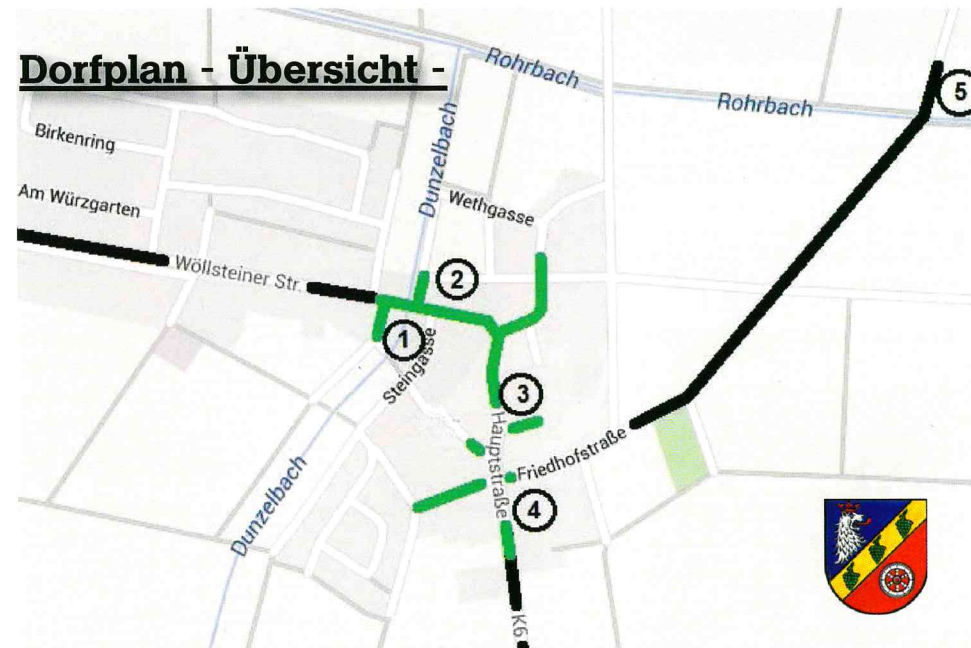 Dorfplan - Übersicht -
Rohrbach
Rohrbach
5
Birkenring
Dunzelbach
Am Würzgarten
Wethgasse
Wöllsteiner Str.
2
1
Steingasse
3
Hauptstraße
Friedhofstraße
4
Dunzelbach
K6